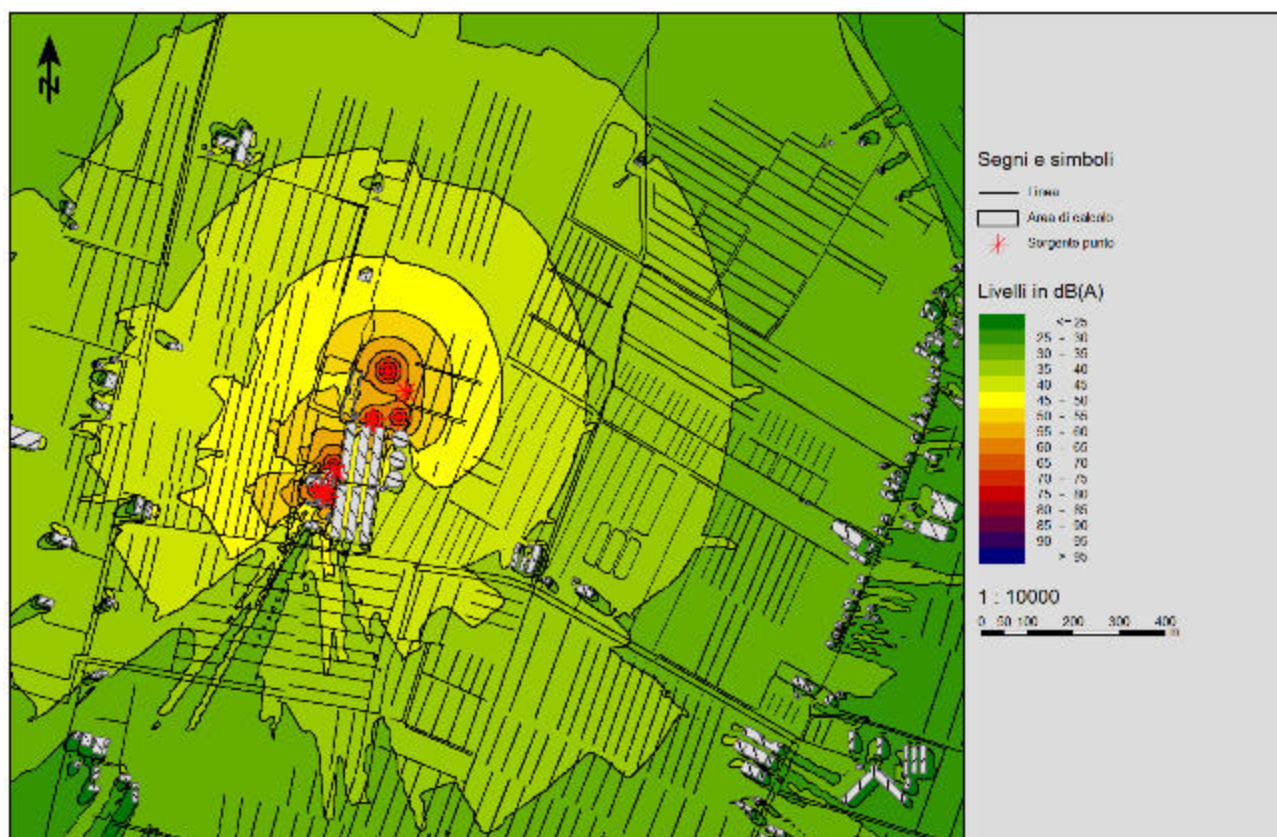 N
Segni e simboli
Linea
Area di calcolo
Sorgento punto
Livelli in dB(A)
<= 25
25 - 30
30 - 35
35 - 40
40 - 45
45 - 50
50 - 55
55 - 60
60 - 65
65 - 70
70 - 75
75 - 80
80 - 85
85 - 90
90 - 95
> 95
1 : 10000
0 50 100 200 300 400
m